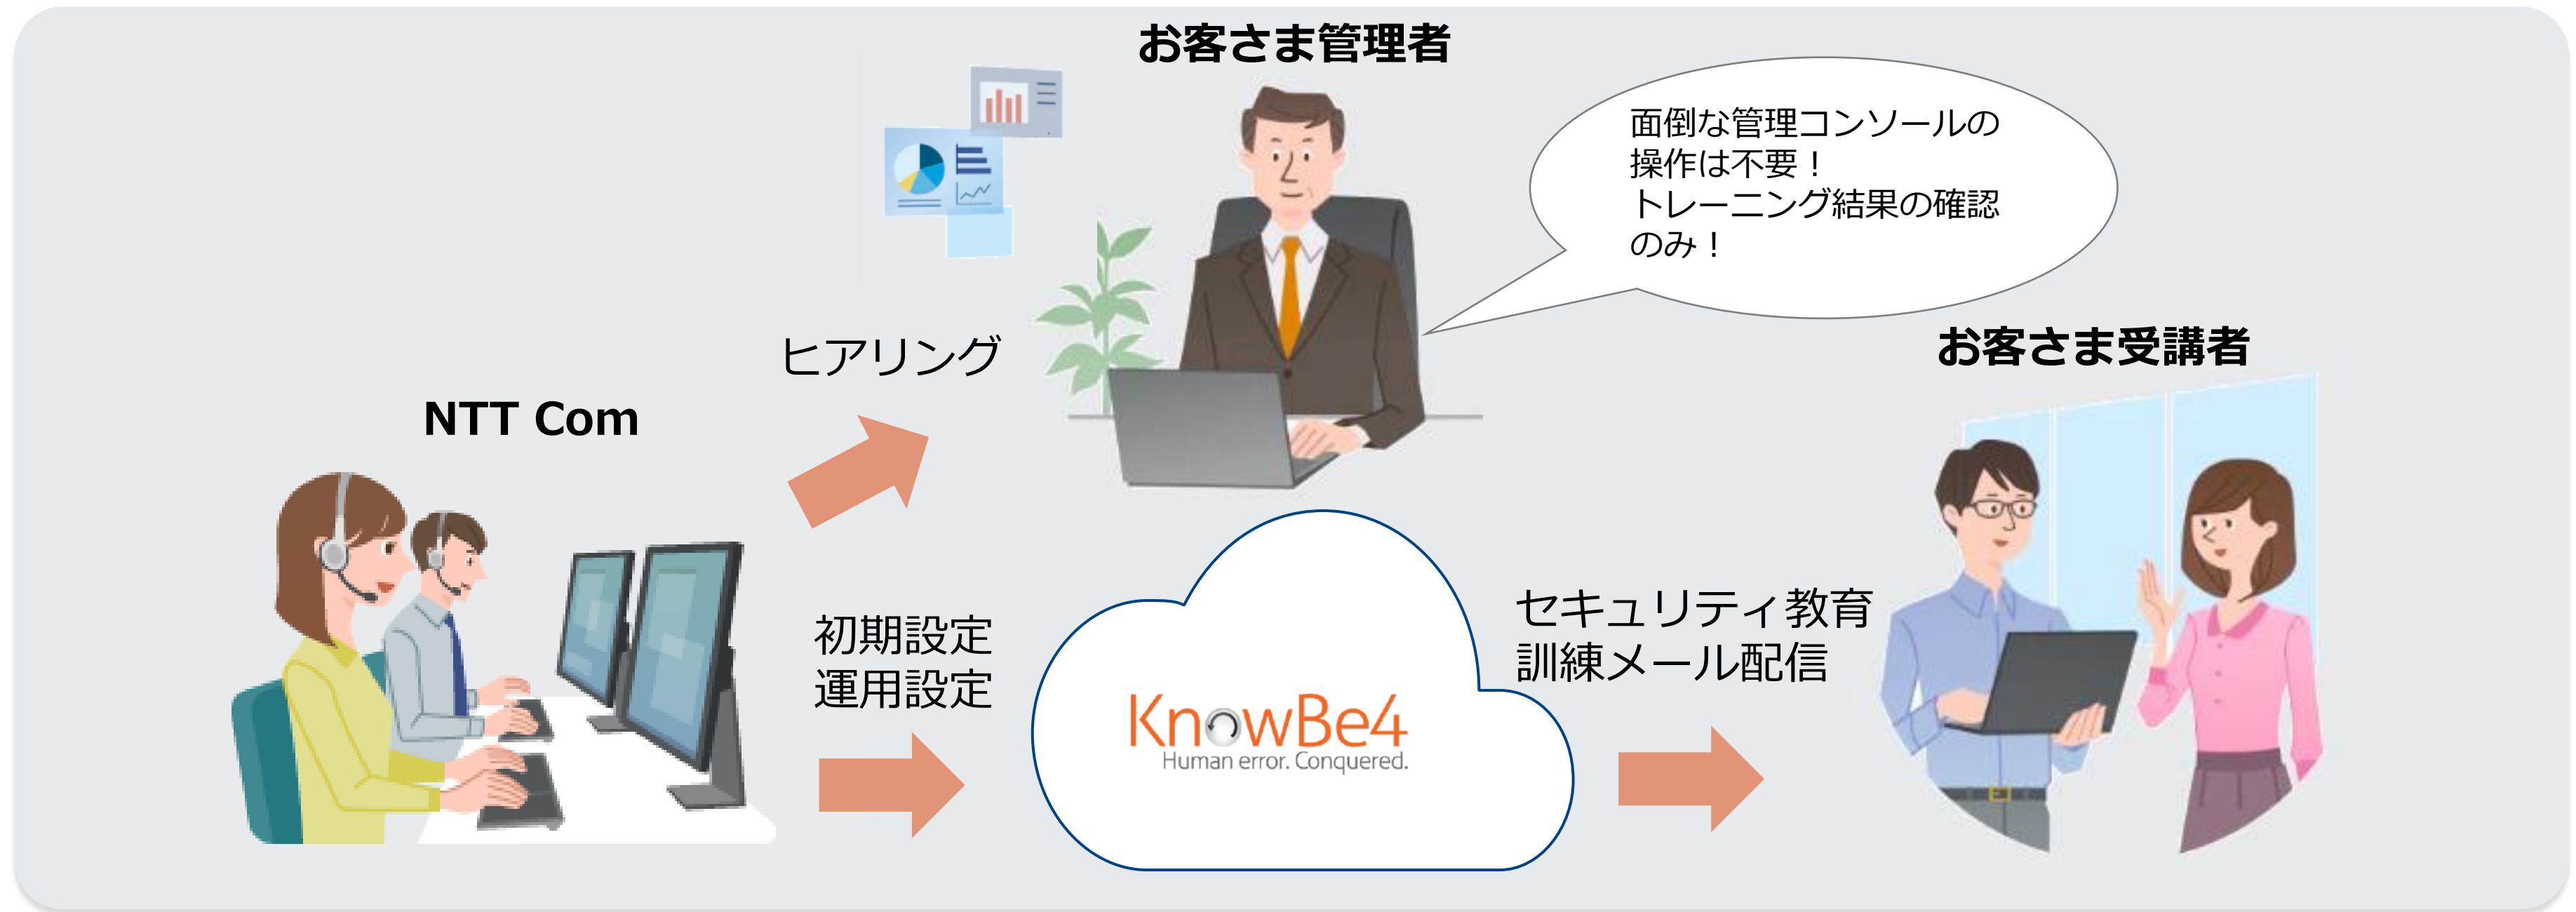 お客さま管理者
面倒な管理コンソールの
操作は不要！
トレーニング結果の確認
のみ！
ヒアリング
お客さま受講者
NTT Com
初期設定
運用設定
セキュリティ教育
訓練メール配信
KnowBe4
Human error. Conquered.